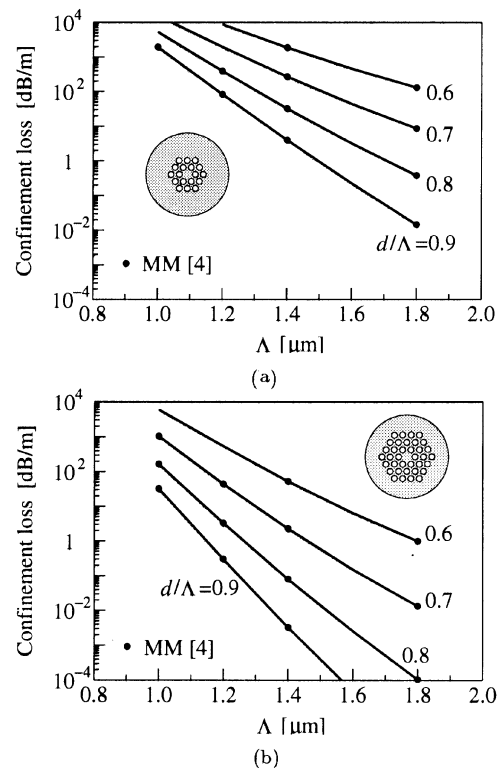 10^4
10^2
1
10^-2
10^-4
Confinement loss [dB/m]
0.6
0.7
0.8
d/Λ=0.9
MM [4]
0.8 1.0 1.2 1.4 1.6 1.8 2.0
Λ [μm]
(a)
10^4
10^2
1
10^-2
10^-4
Confinement loss [dB/m]
0.6
0.7
d/Λ=0.9
0.8
MM [4]
0.8 1.0 1.2 1.4 1.6 1.8 2.0
Λ [μm]
(b)